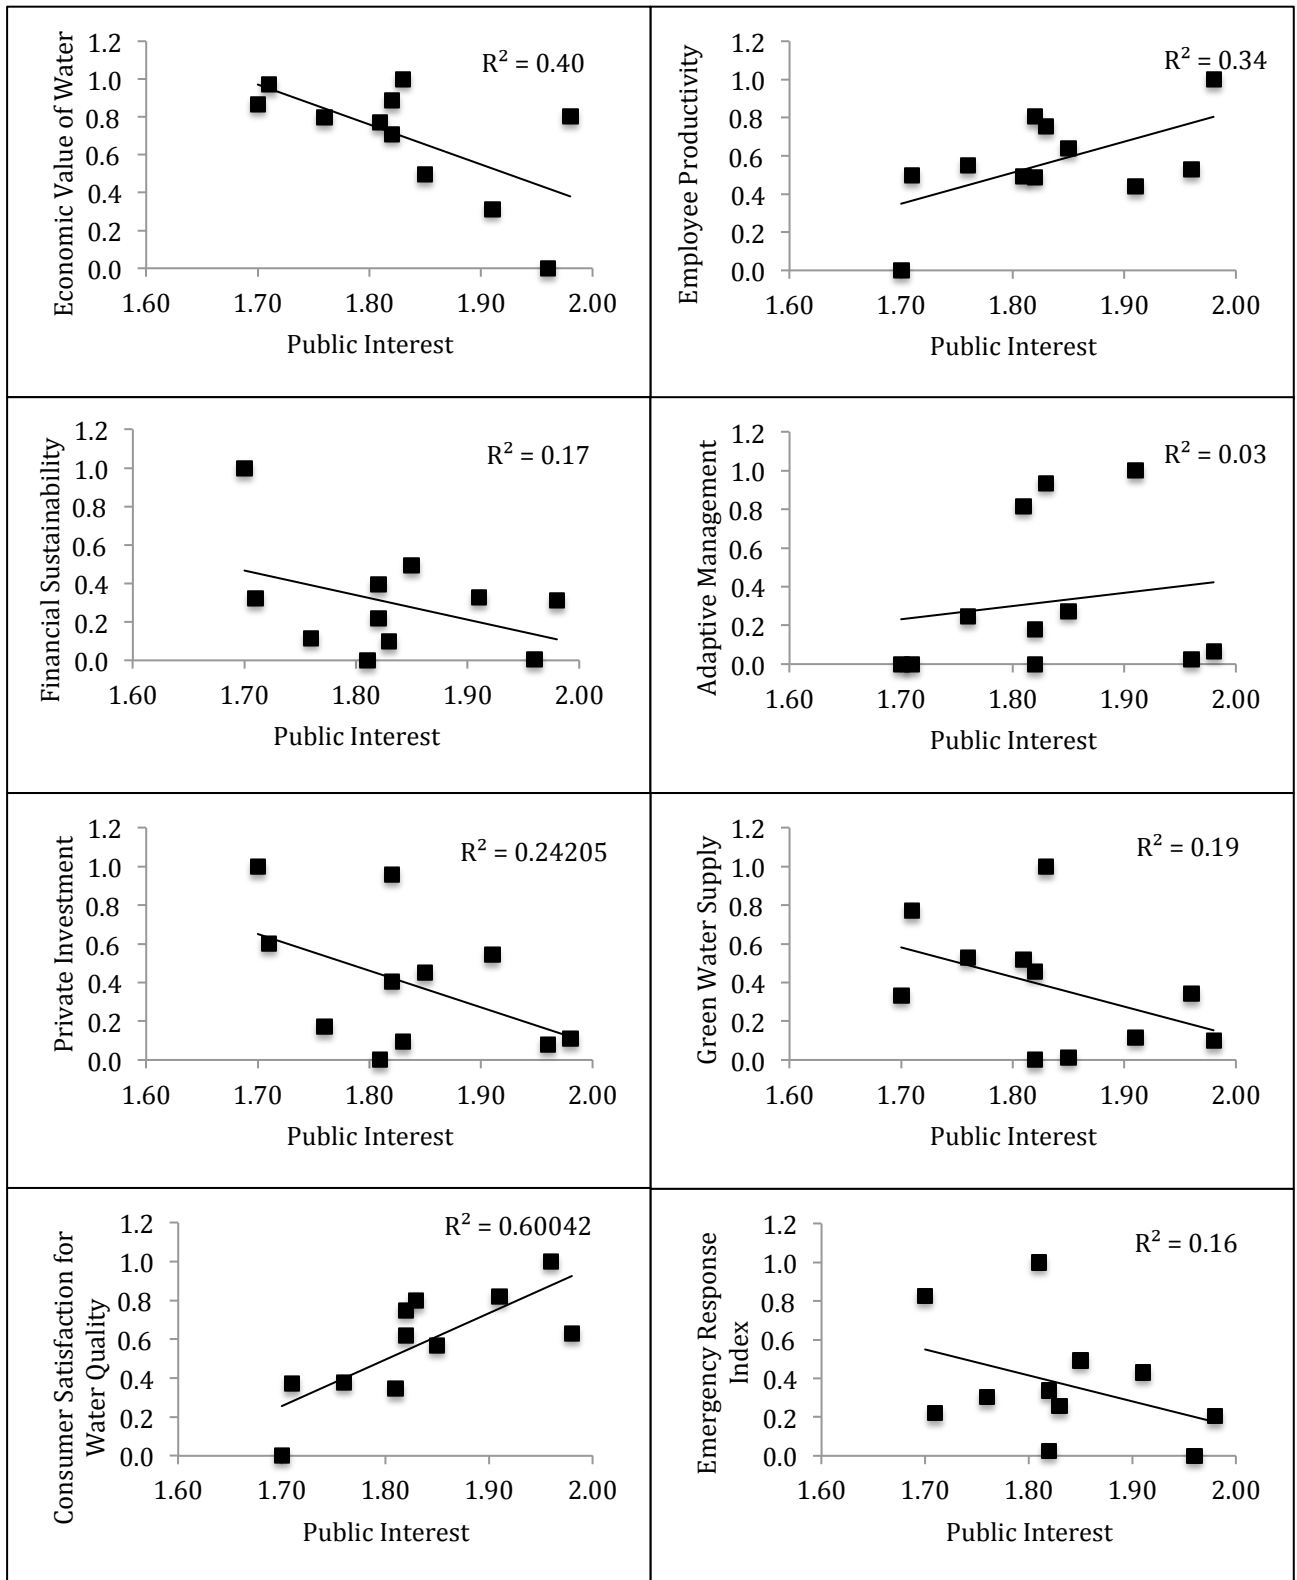 Economic Value of Water
1.2
1.0
0.8
0.6
0.4
0.2
0.0
R² = 0.40
1.60 1.70 1.80 1.90 2.00
Public Interest
Employee Productivity
1.2
1.0
0.8
0.6
0.4
0.2
0.0
R² = 0.34
1.60 1.70 1.80 1.90 2.00
Public Interest
Financial Sustainability
1.2
1.0
0.8
0.6
0.4
0.2
0.0
R² = 0.17
1.60 1.70 1.80 1.90 2.00
Public Interest
Adaptive Management
1.2
1.0
0.8
0.6
0.4
0.2
0.0
R² = 0.03
1.60 1.70 1.80 1.90 2.00
Public Interest
Private Investment
1.2
1.0
0.8
0.6
0.4
0.2
0.0
R² = 0.24205
1.60 1.70 1.80 1.90 2.00
Public Interest
Green Water Supply
1.2
1.0
0.8
0.6
0.4
0.2
0.0
R² = 0.19
1.60 1.70 1.80 1.90 2.00
Public Interest
Consumer Satisfaction for
Water Quality
1.2
1.0
0.8
0.6
0.4
0.2
0.0
R² = 0.60042
1.60 1.70 1.80 1.90 2.00
Public Interest
Emergency Response
Index
1.2
1.0
0.8
0.6
0.4
0.2
0.0
R² = 0.16
1.60 1.70 1.80 1.90 2.00
Public Interest